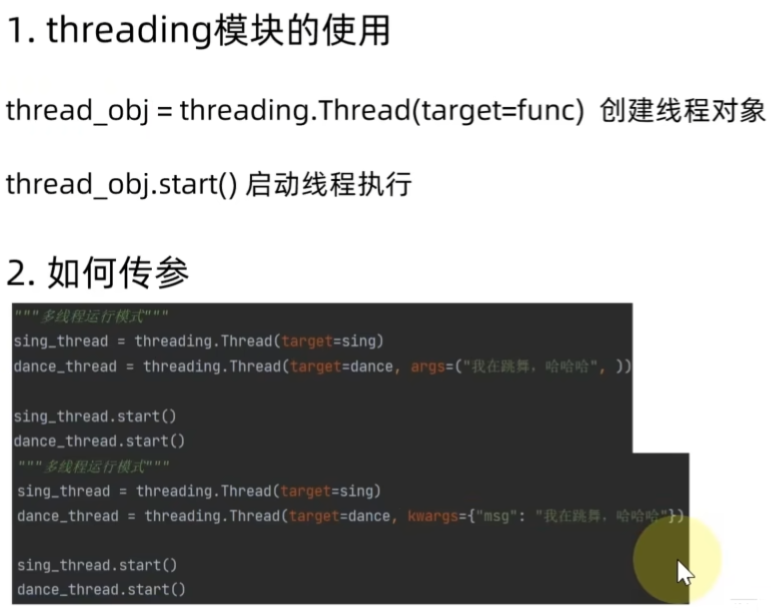 1. threading模块的使用
thread_obj = threading.Thread(target=func) 创建线程对象
thread_obj.start() 启动线程执行
2. 如何传参
"""多线程运行模式"""
sing_thread = threading.Thread(target=sing)
dance_thread = threading.Thread(target=dance, args=("我在跳舞，哈哈哈", ))
sing_thread.start()
dance_thread.start()
"""多线程运行模式"""
sing_thread = threading.Thread(target=sing)
dance_thread = threading.Thread(target=dance, kwargs={"msg": "我在跳舞，哈哈哈"})
sing_thread.start()
dance_thread.start()